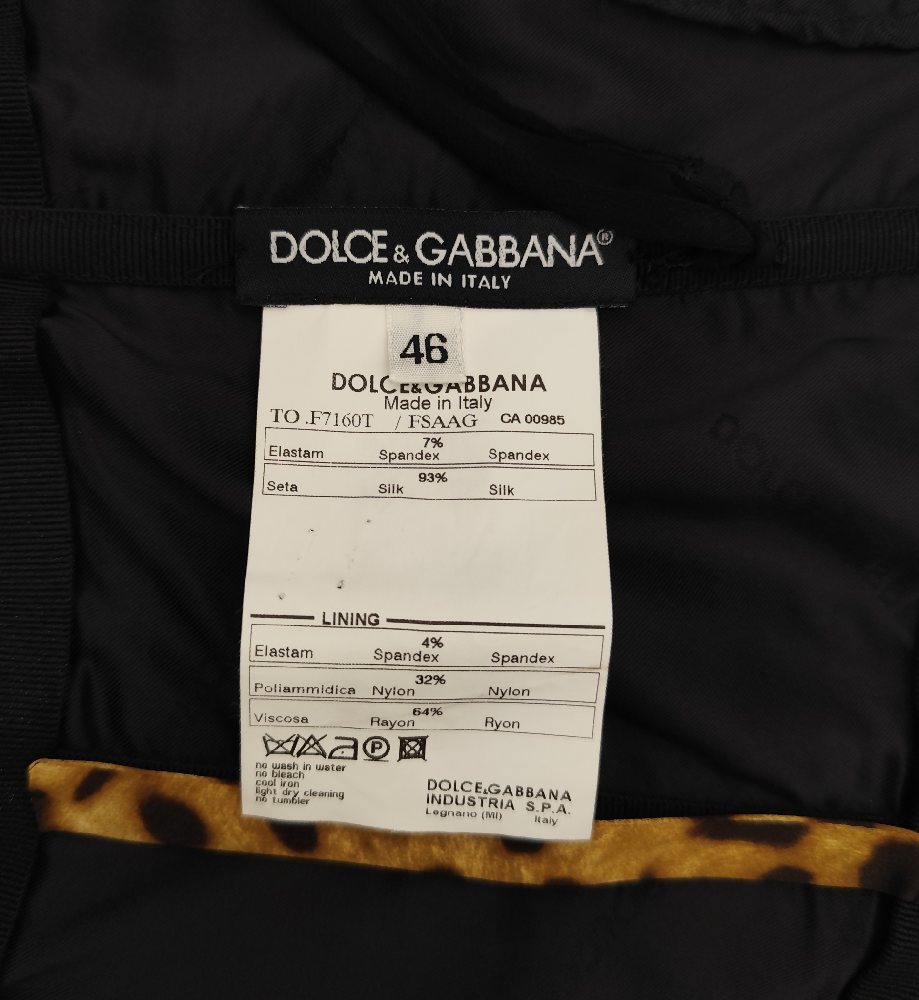 DOLCE & GABBANA®
MADE IN ITALY
46
DOLCE&GABBANA
Made in Italy
TO .F7160T / FSAAG CA 00985
7%
Elastam Spandex Spandex
93%
Seta Silk Silk
LINING
4%
Elastam Spandex Spandex
32%
Poliammidica Nylon Nylon
64%
Viscosa Rayon Ryon
P
no wash in water
no bleach
cool iron
light dry cleaning
no tumbler
DOLCE&GABBANA
INDUSTRIA S.P.A.
Legnano (MI) Italy